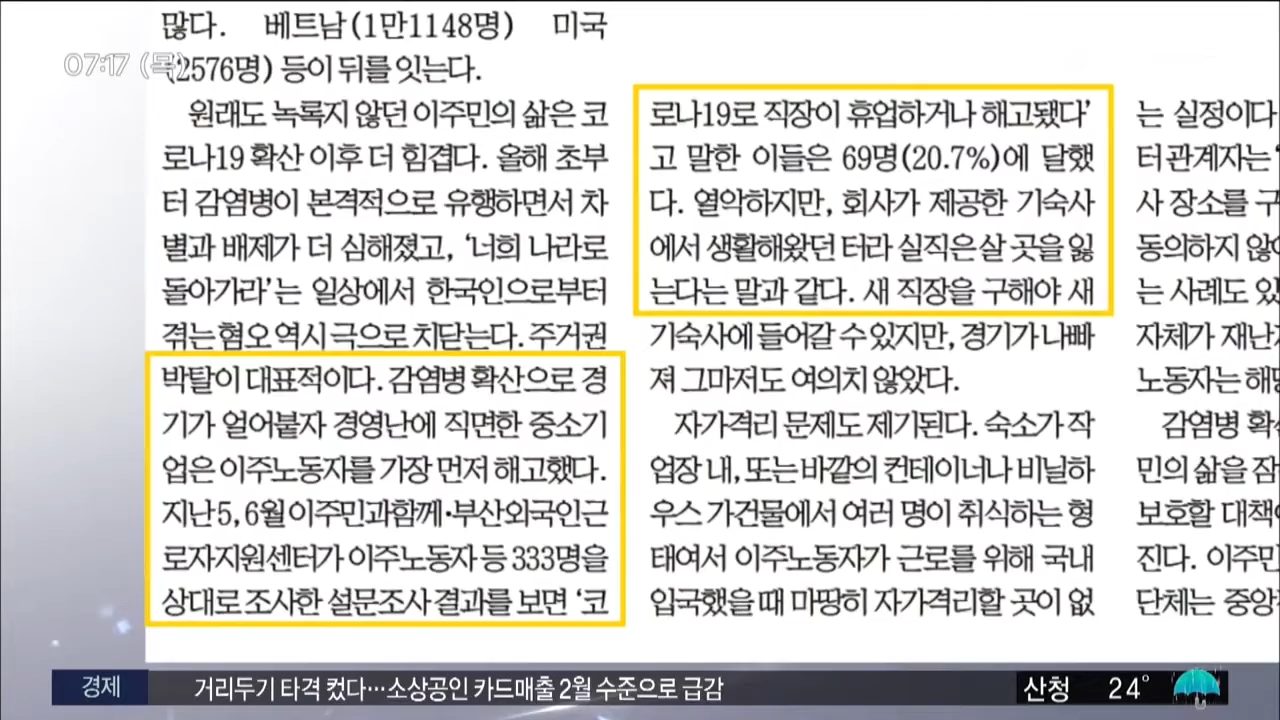 07:17 (목)
많다. 베트남(1만1148명) 미국
(2576명) 등이 뒤를 잇는다.
원래도 녹록지 않던 이주민의 삶은 코
로나19 확산 이후 더 힘겹다. 올해 초부
터 감염병이 본격적으로 유행하면서 차
별과 배제가 더 심해졌고, ‘너희 나라로
돌아가라’는 일상에서 한국인으로부터
겪는 혐오 역시 극으로 치닫는다. 주거권
박탈이 대표적이다. 감염병 확산으로 경
기가 얼어붙자 경영난에 직면한 중소기
업은 이주노동자를 가장 먼저 해고했다.
지난 5, 6월 이주민과함께·부산외국인근
로자지원센터가 이주노동자 등 333명을
상대로 조사한 설문조사 결과를 보면 ‘코
로나19로 직장이 휴업하거나 해고됐다’
고 말한 이들은 69명(20.7%)에 달했
다. 열악하지만, 회사가 제공한 기숙사
에서 생활해왔던 터라 실직은 살 곳을 잃
는다는 말과 같다. 새 직장을 구해야 새
기숙사에 들어갈 수 있지만, 경기가 나빠
져 그마저도 여의치 않았다.
자가격리 문제도 제기된다. 숙소가 작
업장 내, 또는 바깥의 컨테이너나 비닐하
우스 가건물에서 여러 명이 취식하는 형
태여서 이주노동자가 근로를 위해 국내
입국했을 때 마땅히 자가격리할 곳이 없
는 실정이다
터 관계자는 ‘
사 장소를 구
동의하지 않
는 사례도 있
자체가 재난
노동자는 해
감염병 확
민의 삶을 잠
보호할 대책
진다. 이주민
단체는 중앙
경제 거리두기 타격 컸다…소상공인 카드매출 2월 수준으로 급감 산청 24°